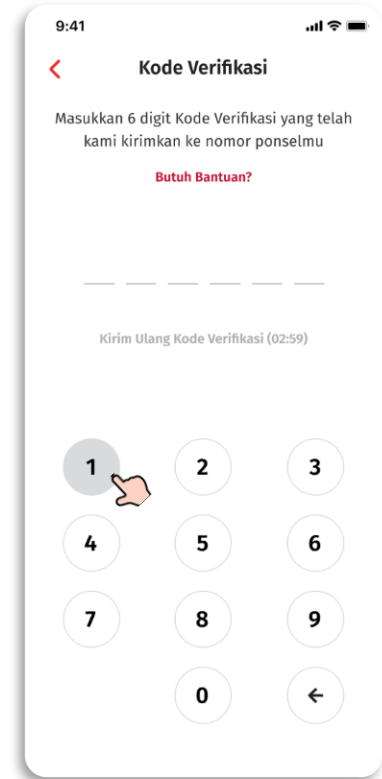 9:41
Kode Verifikasi
Masukkan 6 digit Kode Verifikasi yang telah
kami kirimkan ke nomor ponselmu
Butuh Bantuan?
Kirim Ulang Kode Verifikasi (02:59)
1 2 3
4 5 6
7 8 9
0